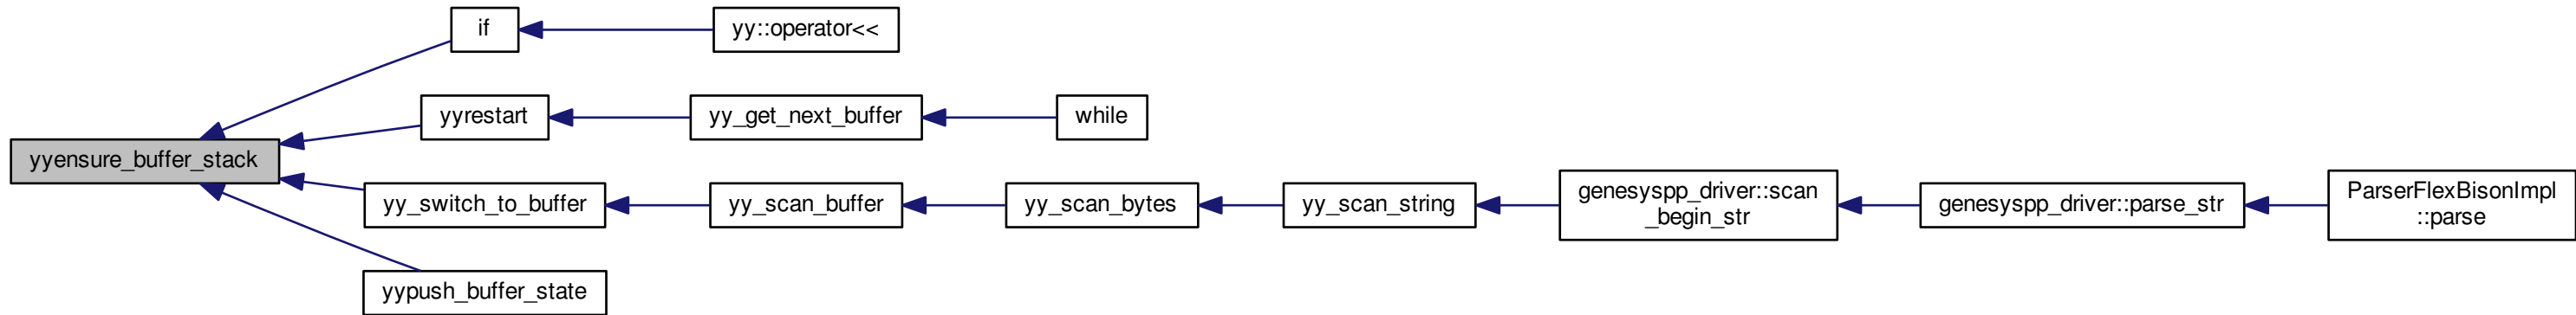 if
yy::operator<<
yyrestart
yy_get_next_buffer
while
yyensure_buffer_stack
yy_switch_to_buffer
yy_scan_buffer
yy_scan_bytes
yy_scan_string
genesyspp_driver::scan
_begin_str
genesyspp_driver::parse_str
ParserFlexBisonImpl
::parse
yypush_buffer_state